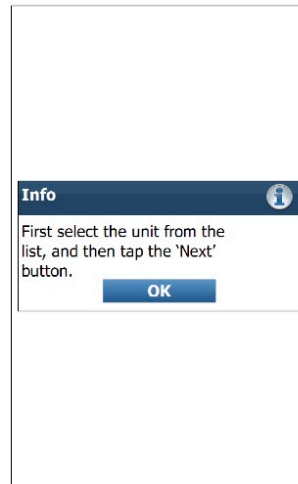 Info
First select the unit from the
list, and then tap the ‘Next’
button.
OK